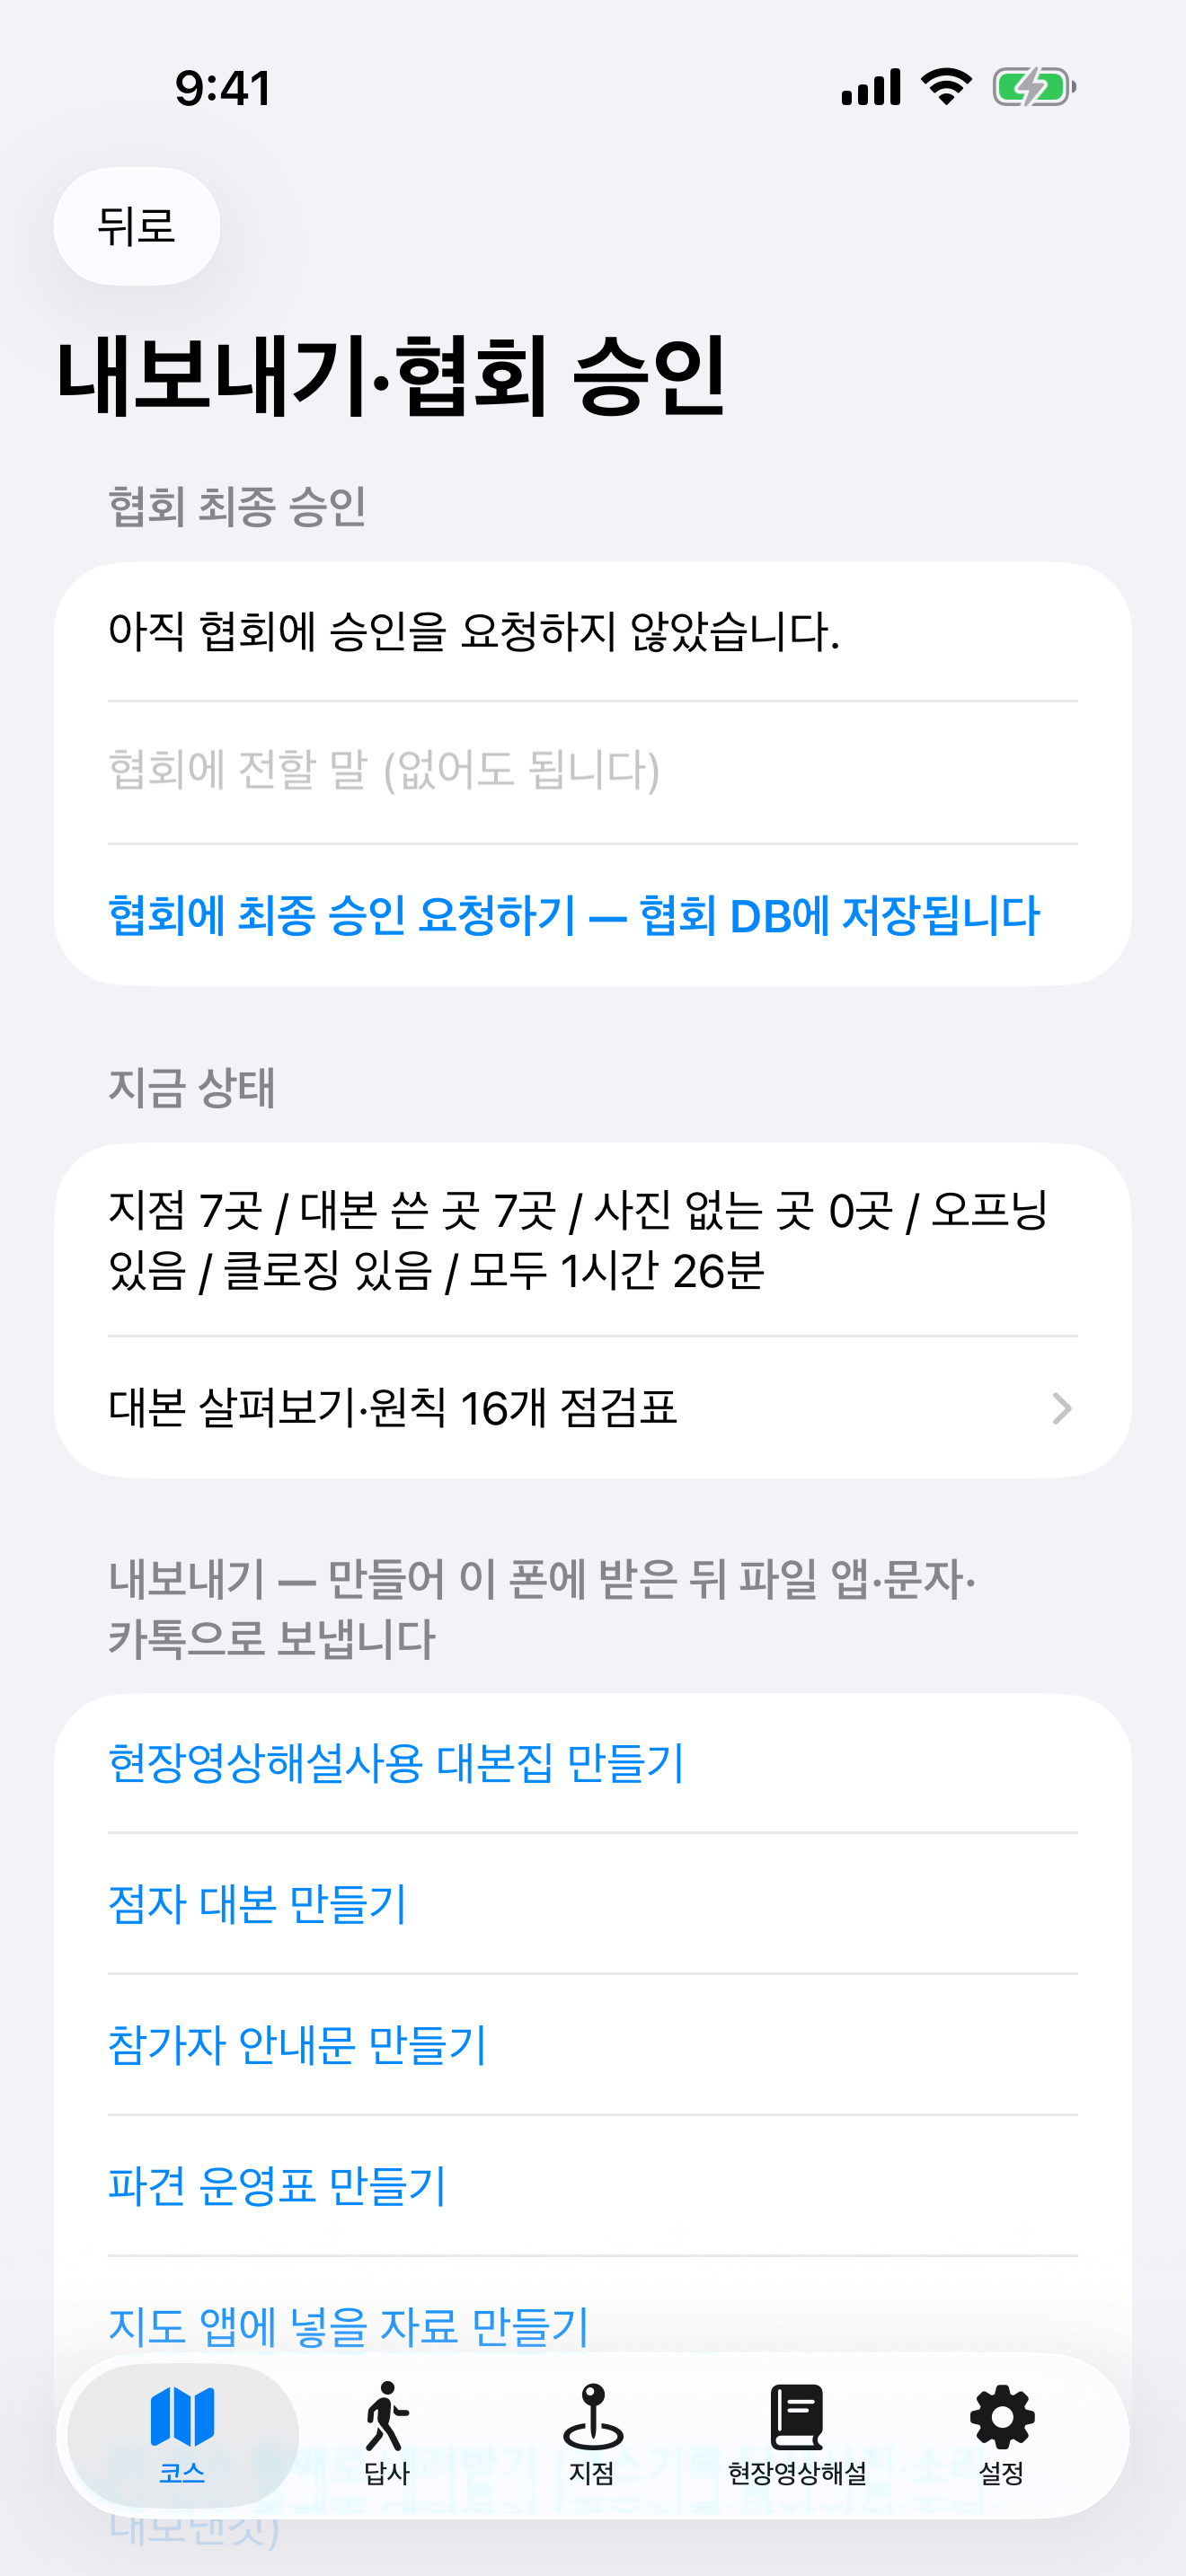 9:41
뒤로
내보내기·협회 승인
협회 최종 승인
아직 협회에 승인을 요청하지 않았습니다.
협회에 전할 말 (없어도 됩니다)
협회에 최종 승인 요청하기 — 협회 DB에 저장됩니다
지금 상태
지점 7곳 / 대본 쓴 곳 7곳 / 사진 없는 곳 0곳 / 오프닝
있음 / 클로징 있음 / 모두 1시간 26분
대본 살펴보기·원칙 16개 점검표
내보내기 — 만들어 이 폰에 받은 뒤 파일 앱·문자·
카톡으로 보냅니다
현장영상해설사용 대본집 만들기
점자 대본 만들기
참가자 안내문 만들기
파견 운영표 만들기
지도 앱에 넣을 자료 만들기
코스
답사
지점
현장영상해설
설정